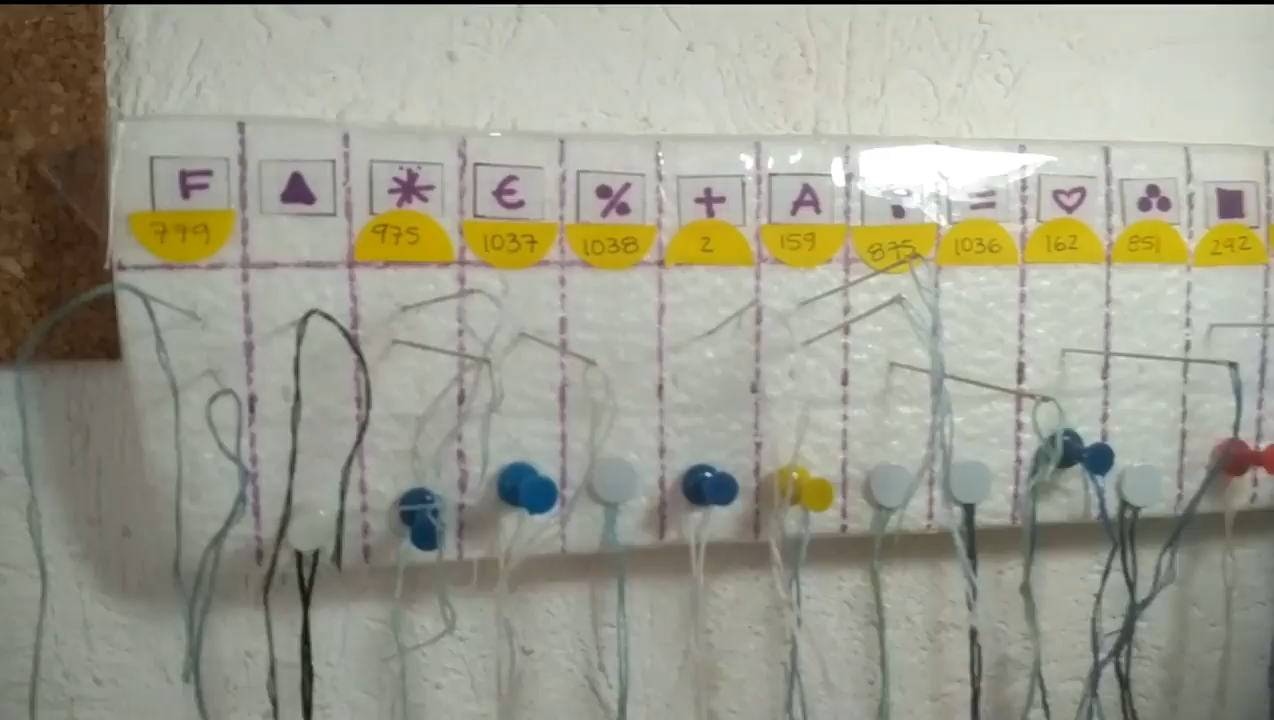 F ▲ * € % + A = ♡ ■
779 975 1037 1038 2 159 875 1036 162 851 292